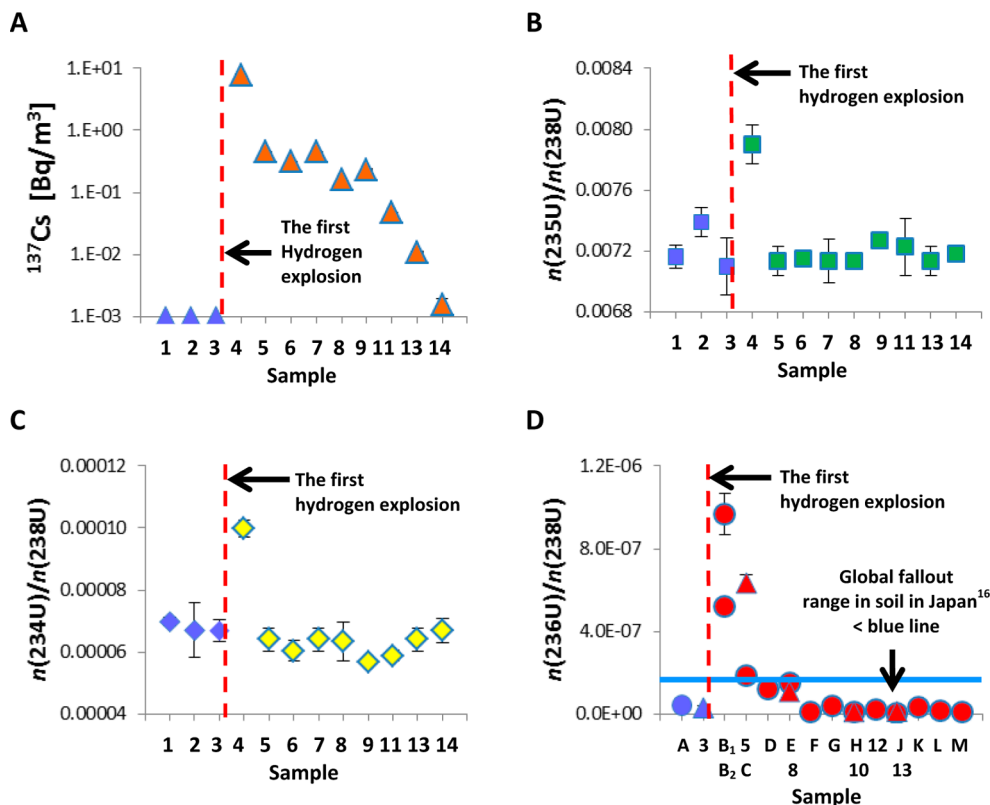 A
137Cs [Bq/m3]
1.E+01
1.E+00
1.E-01
1.E-02
1.E-03
The first
Hydrogen
explosion
1 2 3 4 5 6 7 8 9 11 13 14
Sample
B
n(235U)/n(238U)
0.0084
0.0080
0.0076
0.0072
0.0068
The first
hydrogen explosion
1 2 3 4 5 6 7 8 9 11 13 14
Sample
C
n(234U)/n(238U)
0.00012
0.00010
0.00008
0.00006
0.00004
The first
hydrogen explosion
1 2 3 4 5 6 7 8 9 11 13 14
Sample
D
n(236U)/n(238U)
1.2E-06
8.0E-07
4.0E-07
0.0E+00
The first
hydrogen explosion
Global fallout
range in soil in Japan16
< blue line
A 3 B1 5 D E F G H 12 J K L M
B2 C 8 10 13
Sample